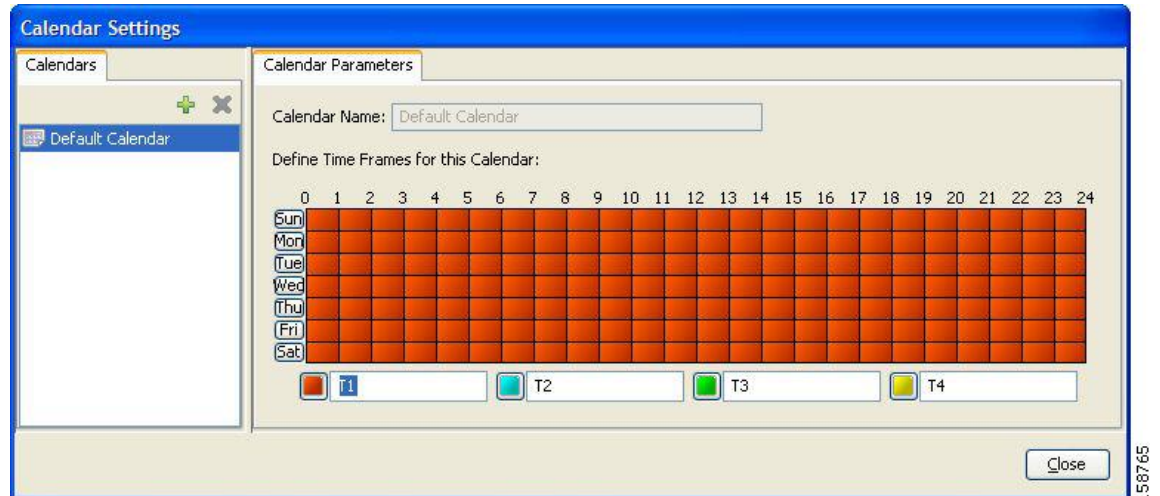 Calendar Settings
Calendars
Default Calendar
Calendar Parameters
Calendar Name: Default Calendar
Define Time Frames for this Calendar:
0 1 2 3 4 5 6 7 8 9 10 11 12 13 14 15 16 17 18 19 20 21 22 23 24
Sun
Mon
Tue
Wed
Thu
Fri
Sat
T1 T2 T3 T4
Close
58765